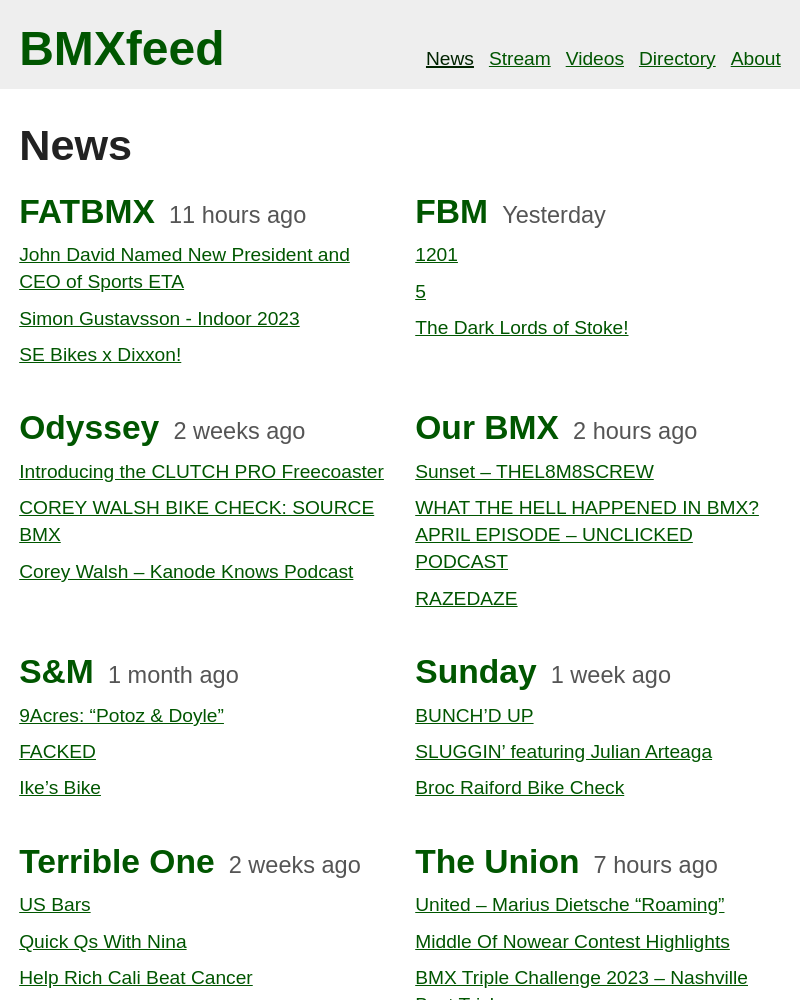 BMXfeed
News Stream Videos Directory About
News
FATBMX 11 hours ago
John David Named New President and
CEO of Sports ETA
Simon Gustavsson - Indoor 2023
SE Bikes x Dixxon!
FBM Yesterday
1201
5
The Dark Lords of Stoke!
Odyssey 2 weeks ago
Introducing the CLUTCH PRO Freecoaster
COREY WALSH BIKE CHECK: SOURCE
BMX
Corey Walsh – Kanode Knows Podcast
Our BMX 2 hours ago
Sunset – THEL8M8SCREW
WHAT THE HELL HAPPENED IN BMX?
APRIL EPISODE – UNCLICKED
PODCAST
RAZEDAZE
S&M 1 month ago
9Acres: “Potoz & Doyle”
FACKED
Ike’s Bike
Sunday 1 week ago
BUNCH’D UP
SLUGGIN’ featuring Julian Arteaga
Broc Raiford Bike Check
Terrible One 2 weeks ago
US Bars
Quick Qs With Nina
Help Rich Cali Beat Cancer
The Union 7 hours ago
United – Marius Dietsche “Roaming”
Middle Of Nowear Contest Highlights
BMX Triple Challenge 2023 – Nashville